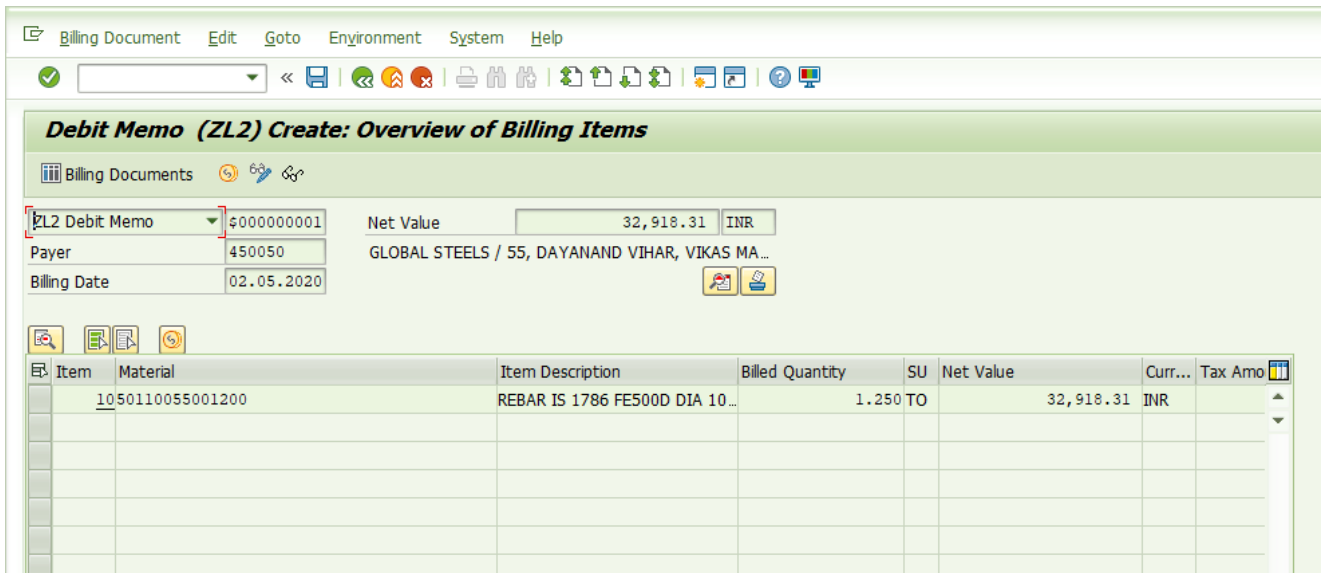 Billing Document Edit Goto Environment System Help
Debit Memo (ZL2) Create: Overview of Billing Items
Billing Documents
ZL2 Debit Memo $000000001 Net Value 32,918.31 INR
Payer 450050 GLOBAL STEELS / 55, DAYANAND VIHAR, VIKAS MA...
Billing Date 02.05.2020
Item Material Item Description Billed Quantity SU Net Value Curr... Tax Amo
10 50110055001200 REBAR IS 1786 FE500D DIA 10... 1.250 TO 32,918.31 INR